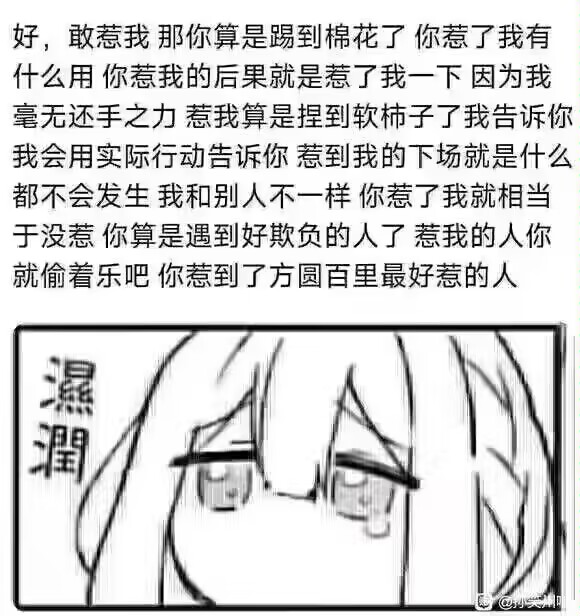 好，敢惹我 那你算是踢到棉花了 你惹了我有
什么用 你惹我的后果就是惹了我一下 因为我
毫无还手之力 惹我算是捏到软柿子了我告诉你
我会用实际行动告诉你 惹到我的下场就是什么
都不会发生 我和别人不一样 你惹了我就相当
于没惹 你算是遇到好欺负的人了 惹我的人你
就偷着乐吧 你惹到了方圆百里最好惹的人
濕潤